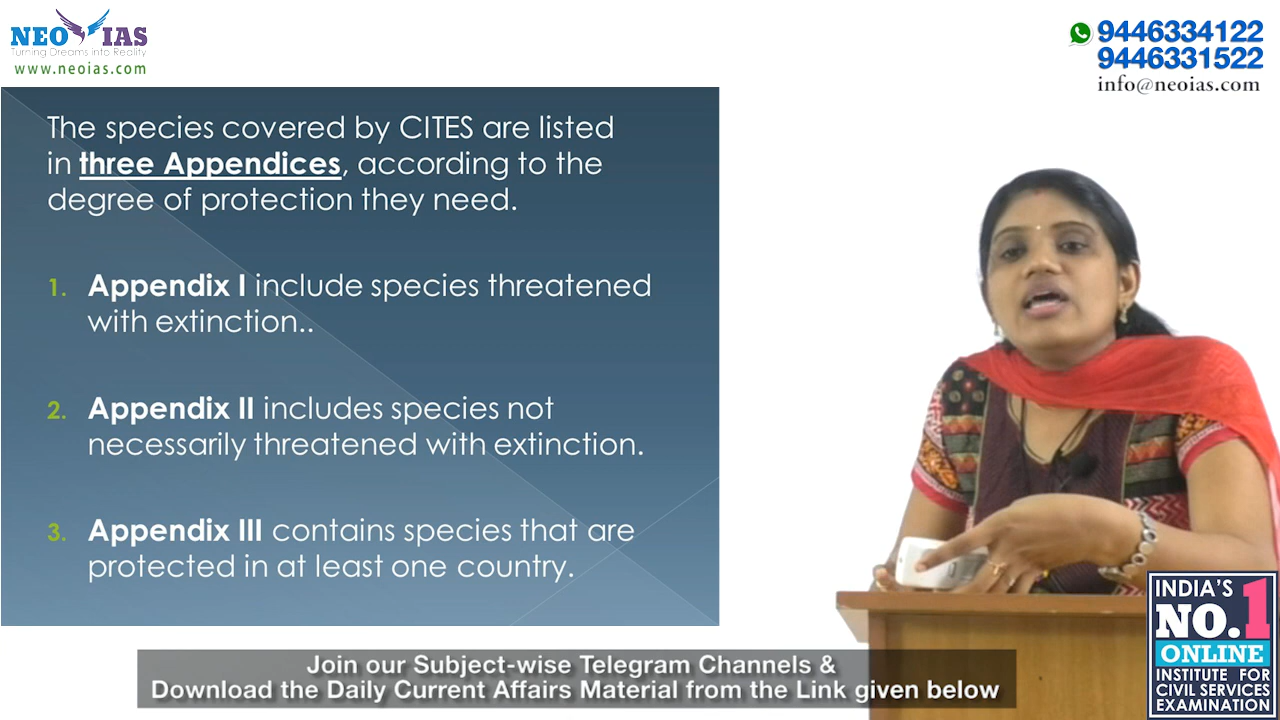 NEO IAS
Turning Dreams into Reality
www.neoias.com
9446334122
9446331522
info@neoias.com
The species covered by CITES are listed
in three Appendices, according to the
degree of protection they need.
1. Appendix I include species threatened
with extinction..
2. Appendix II includes species not
necessarily threatened with extinction.
3. Appendix III contains species that are
protected in at least one country.
INDIA'S
NO.1
ONLINE
INSTITUTE FOR
CIVIL SERVICES
EXAMINATION
Join our Subject-wise Telegram Channels &
Download the Daily Current Affairs Material from the Link given below